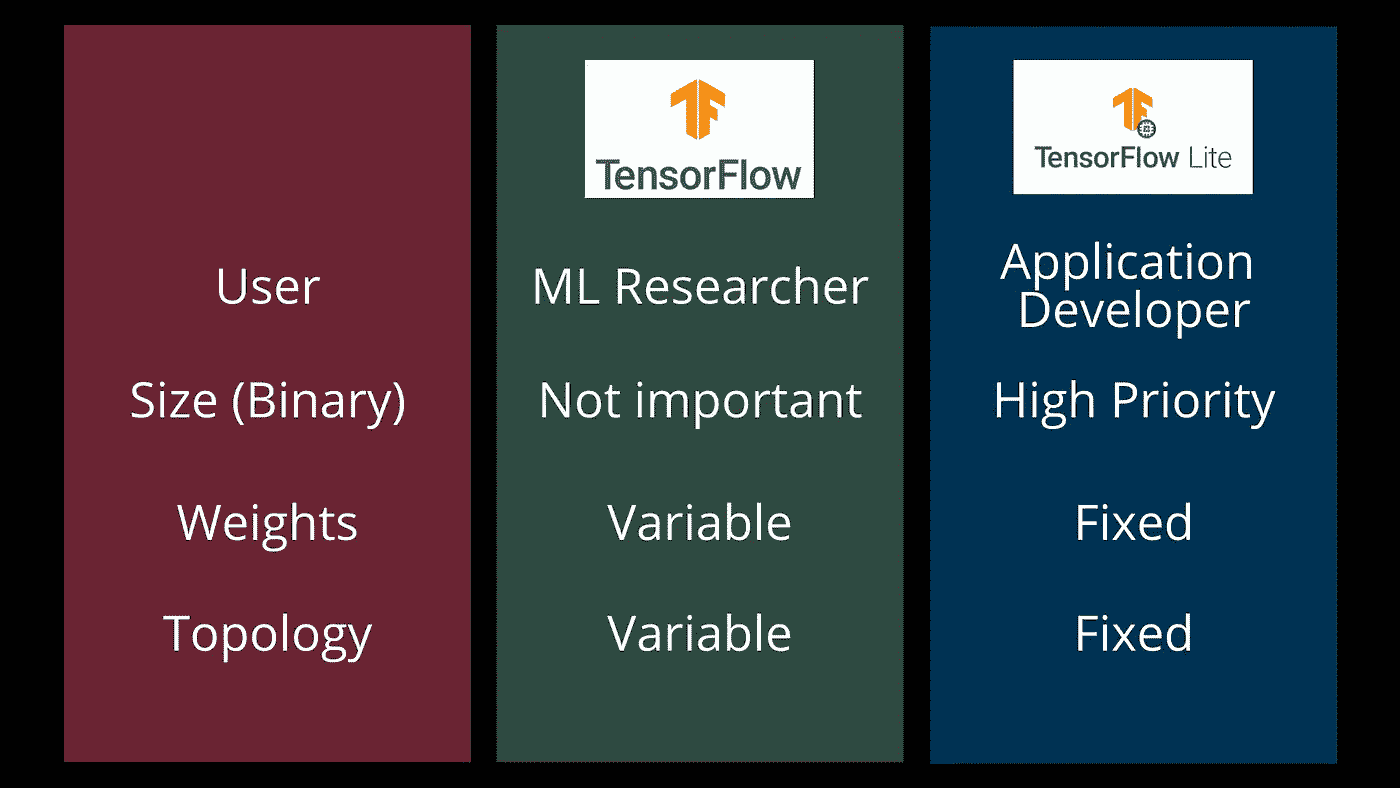 TensorFlow
TensorFlow Lite
User
ML Researcher
Application
Developer
Size (Binary)
Not important
High Priority
Weights
Variable
Fixed
Topology
Variable
Fixed